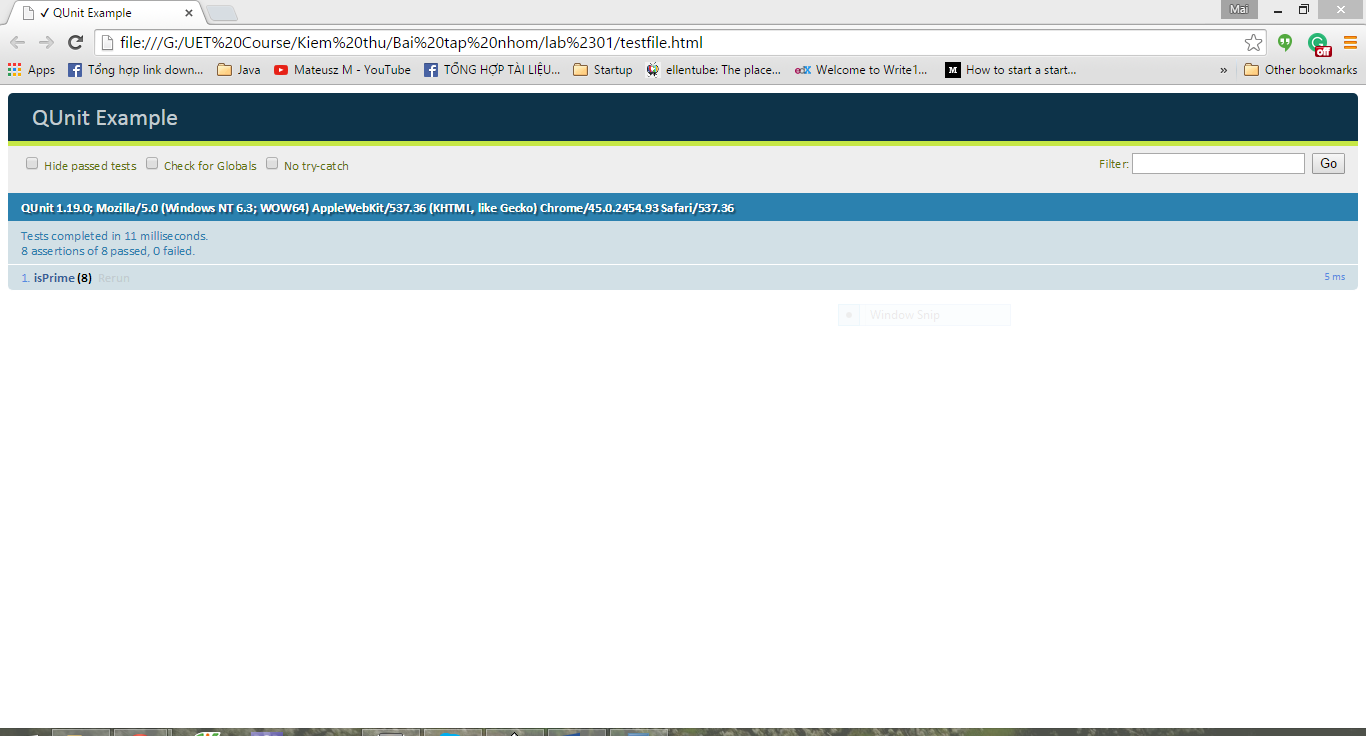 ✓ QUnit Example
Mai
file:///G:/UET%20Course/Kiem%20thu/Bai%20tap%20nhom/lab%2301/testfile.html
off
Apps Tổng hợp link down... Java Mateusz M - YouTube TỔNG HỢP TÀI LIỆU... Startup ellentube: The place... edX Welcome to Write1... M How to start a start... » Other bookmarks
QUnit Example
Hide passed tests Check for Globals No try-catch Filter: Go
QUnit 1.19.0; Mozilla/5.0 (Windows NT 6.3; WOW64) AppleWebKit/537.36 (KHTML, like Gecko) Chrome/45.0.2454.93 Safari/537.36
Tests completed in 11 milliseconds.
8 assertions of 8 passed, 0 failed.
1. isPrime (8) Rerun 5 ms
Window Snip